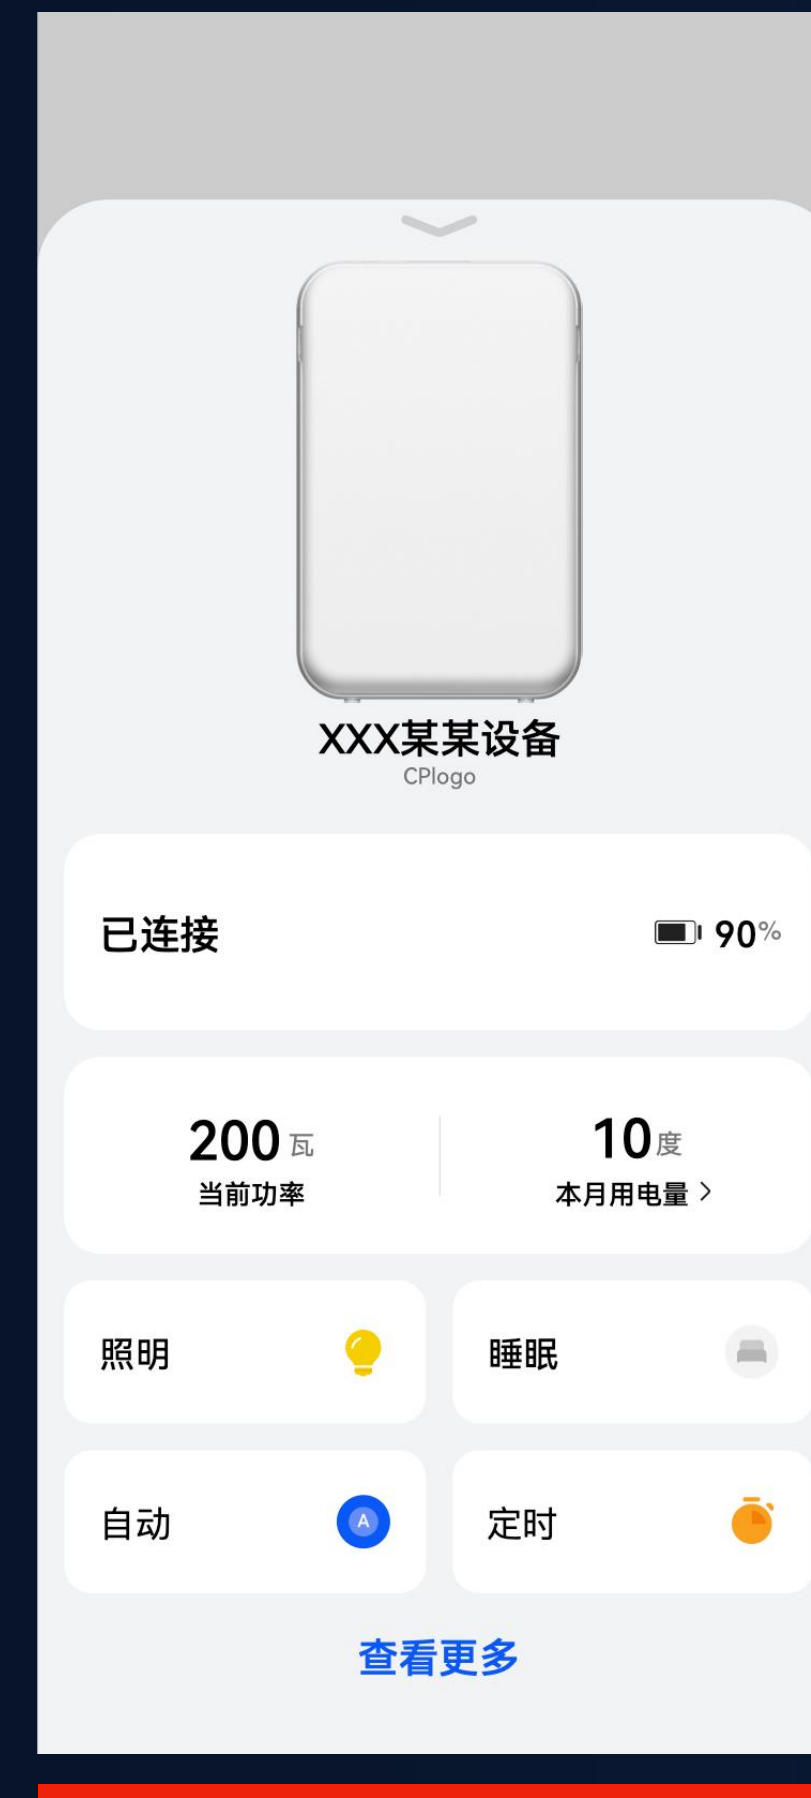 XXX某某设备
CPlogo
已连接
90%
200瓦
当前功率
10度
本月用电量 >
照明
睡眠
自动
A
定时
查看更多